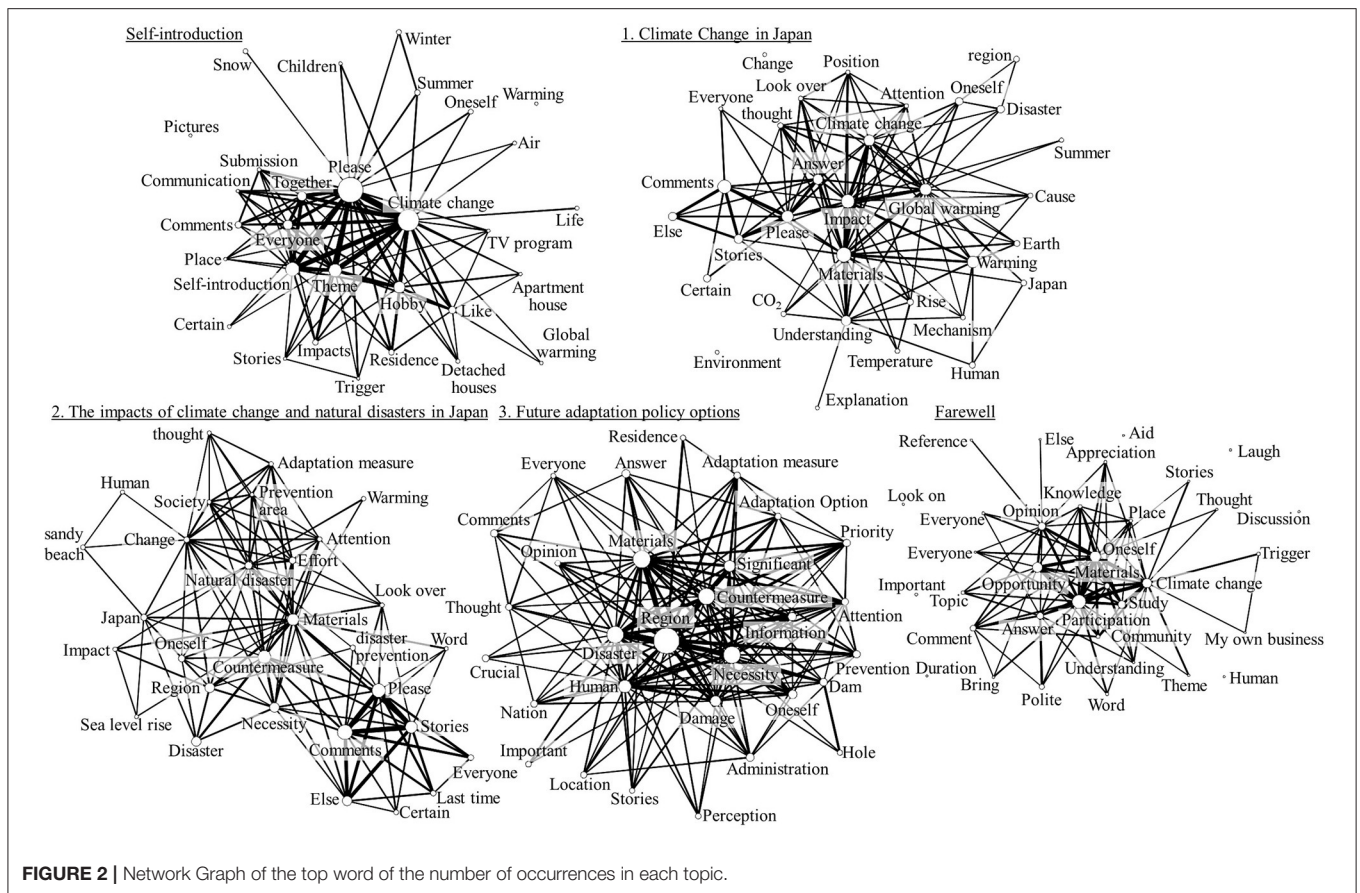 Self-introduction
Winter
Snow
Children
Summer
Oneself
Warming
Pictures
Air
Submission
Please
Communication
Together
Climate change
Life
Comments
Everyone
TV program
Place
Self-introduction
Theme
Hobby
Apartment
house
Like
Certain
Global
warming
Stories
Impacts
Residence
Detached
houses
Trigger
1. Climate Change in Japan
Change
Position
region
Look over
Everyone
Attention
Oneself
thought
Disaster
Climate change
Summer
Answer
Comments
Cause
Global warming
Else
Please
Impact
Earth
Stories
Warming
Materials
Certain
Japan
CO₂
Rise
Understanding
Mechanism
Environment
Temperature
Human
Explanation
2. The impacts of climate change and natural disasters in Japan
thought
Adaptation measure
Human
Society
Prevention
area
Warming
sandy
beach
Change
Attention
Effort
Natural disaster
Look over
Japan
Materials
Oneself
disaster
prevention
Word
Impact
Countermeasure
Region
Please
Sea level rise
Necessity
Stories
Disaster
Comments
Everyone
Else
Last time
Certain
3. Future adaptation policy options
Residence
Everyone
Answer
Adaptation measure
Adaptation Option
Comments
Materials
Priority
Opinion
Significant
Countermeasure
Thought
Region
Attention
Information
Disaster
Crucial
Necessity
Prevention
Human
Dam
Nation
Damage
Oneself
Important
Hole
Administration
Location
Stories
Perception
Farewell
Reference
Else
Aid
Appreciation
Laugh
Stories
Look on
Knowledge
Thought
Opinion
Place
Everyone
Discussion
Everyone
Oneself
Trigger
Materials
Important
Opportunity
Climate change
Topic
Study
Participation
Answer
My own business
Comment
Community
Duration
Understanding
Human
Bring
Theme
Polite
Word
FIGURE 2 | Network Graph of the top word of the number of occurrences in each topic.